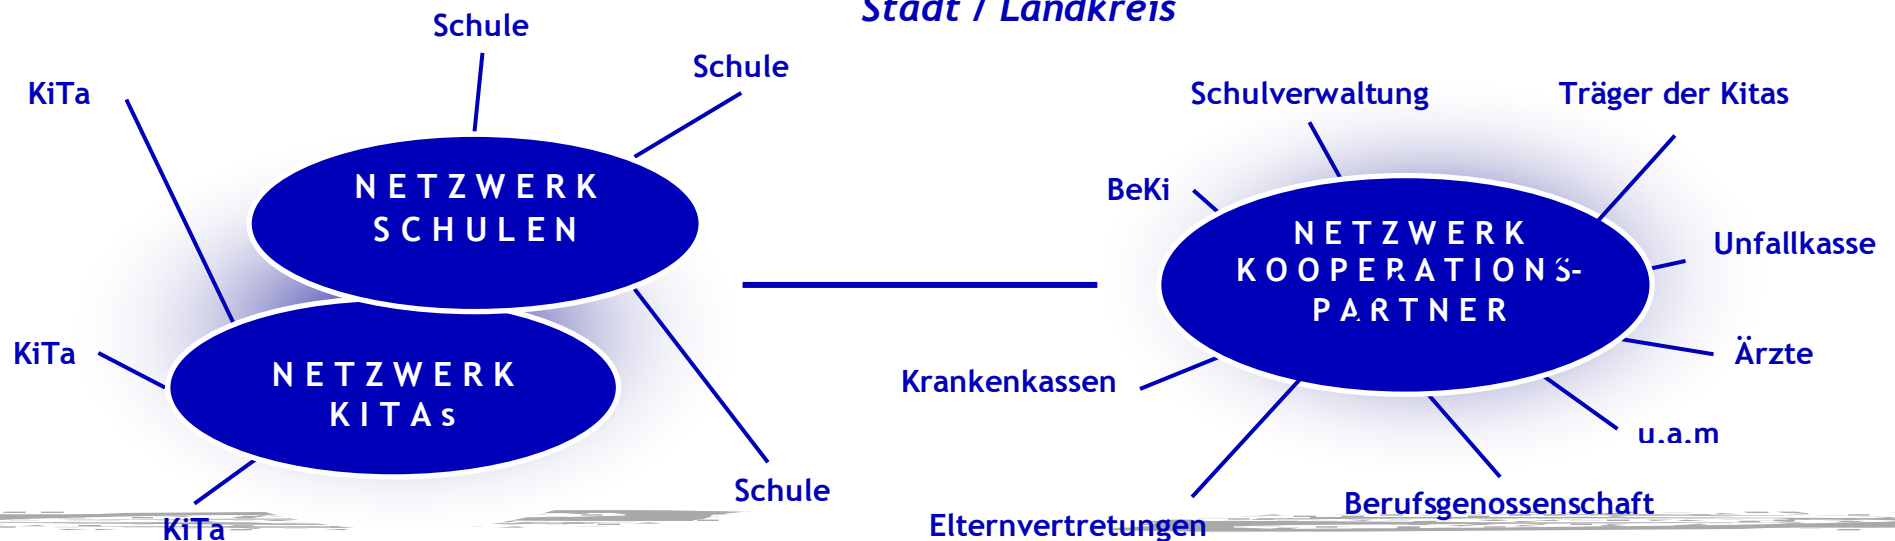 Stadt / Landkreis
Schule
Schule
KiTa
Schulverwaltung
Träger der Kitas
NETZWERK
SCHULEN
BeKi
NETZWERK
KOOPERATIONS-
PARTNER
Unfallkasse
KiTa
NETZWERK
KITAs
Krankenkassen
Ärzte
u.a.m
Schule
Berufsgenossenschaft
KiTa
Elternvertretungen